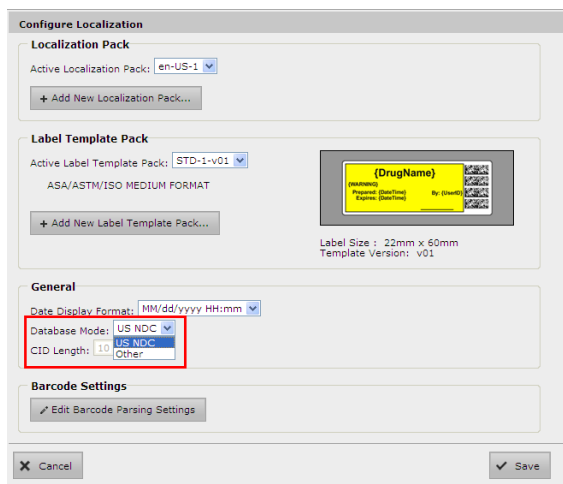 Configure Localization
Localization Pack
Active Localization Pack: en-US-1
+ Add New Localization Pack...
Label Template Pack
Active Label Template Pack: STD-1-v01
ASA/ASTM/ISO MEDIUM FORMAT
+ Add New Label Template Pack...
{DrugName}
{WARNING}
Prepared: {DateTime} By: {UserID}
Expires: {DateTime}
Label Size : 22mm x 60mm
Template Version: v01
General
Date Display Format: MM/dd/yyyy HH:mm
Database Mode: US NDC
US NDC
CID Length: 10 Other
Barcode Settings
Edit Barcode Parsing Settings
Cancel Save